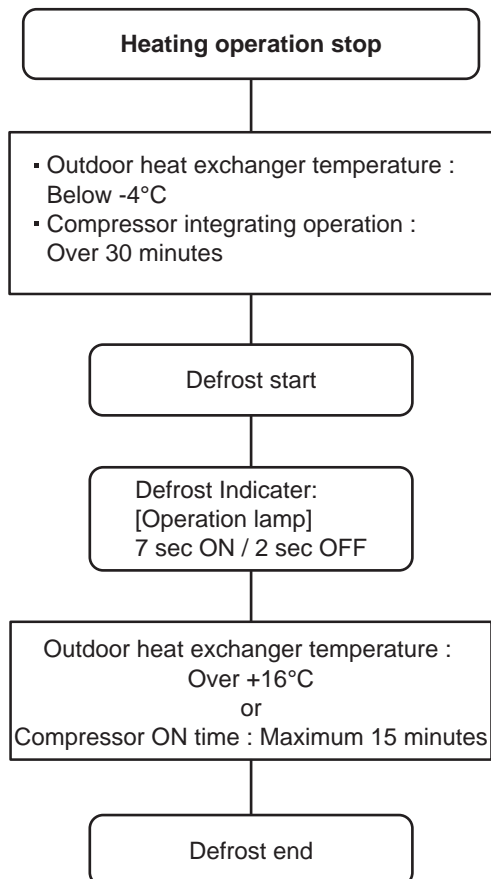 Heating operation stop
▪ Outdoor heat exchanger temperature :
Below -4°C
▪ Compressor integrating operation :
Over 30 minutes
Defrost start
Defrost Indicater:
[Operation lamp]
7 sec ON / 2 sec OFF
Outdoor heat exchanger temperature :
Over +16°C
or
Compressor ON time : Maximum 15 minutes
Defrost end